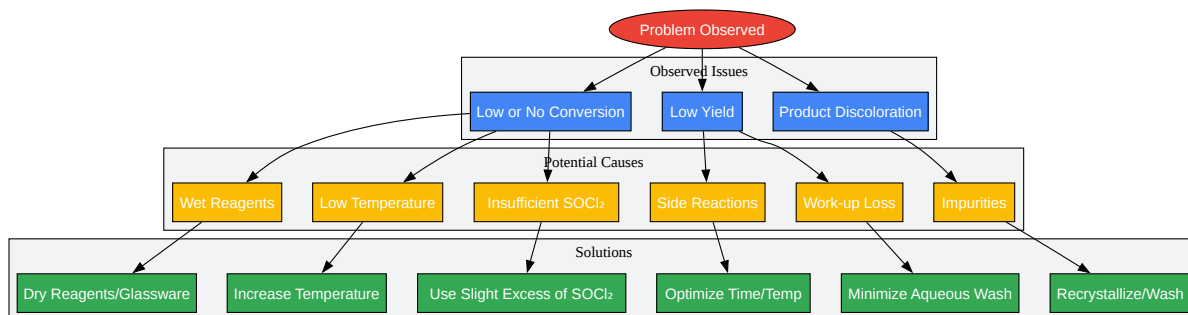 Problem Observed
Observed Issues
Low or No Conversion
Low Yield
Product Discoloration
Potential Causes
Wet Reagents
Low Temperature
Insufficient SOCl₂
Side Reactions
Work-up Loss
Impurities
Solutions
Dry Reagents/Glassware
Increase Temperature
Use Slight Excess of SOCl₂
Optimize Time/Temp
Minimize Aqueous Wash
Recrystallize/Wash